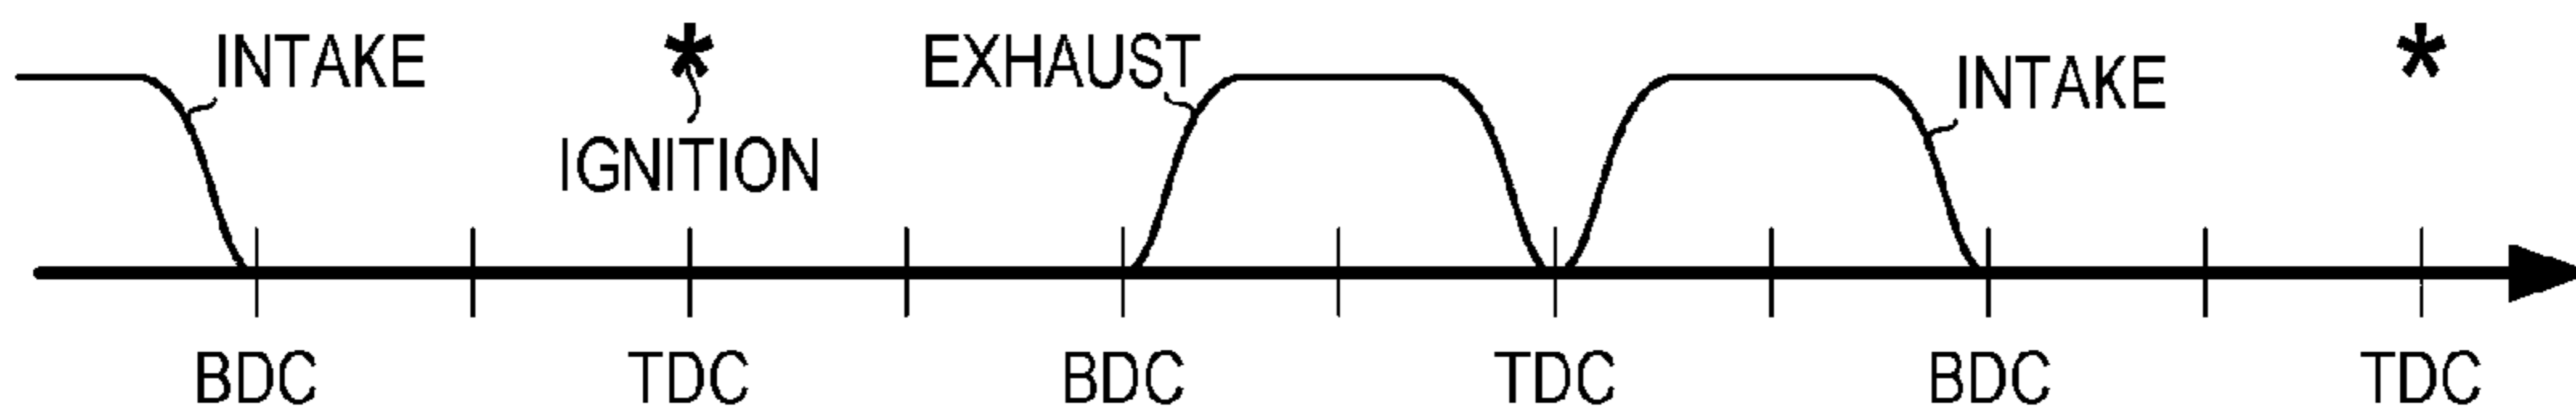 INTAKE
*
EXHAUST
INTAKE
*
IGNITION
BDC TDC BDC TDC BDC TDC